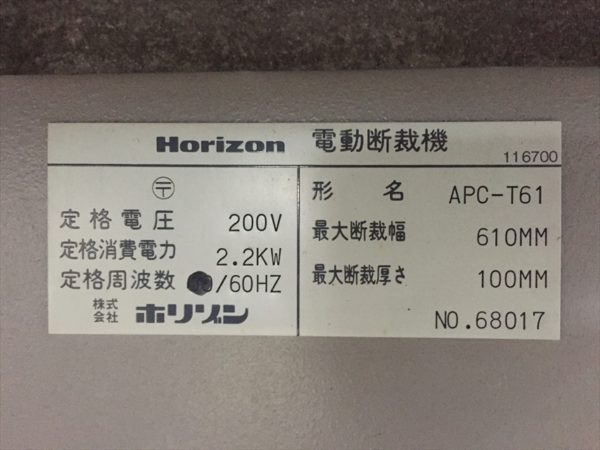 Horizon 電動断裁機
116700
〶
定格電圧 200V
定格消費電力 2.2KW
定格周波数 /60HZ
株式会社 ホリゾン
形名 APC-T61
最大断裁幅 610MM
最大断裁厚さ 100MM
NO.68017